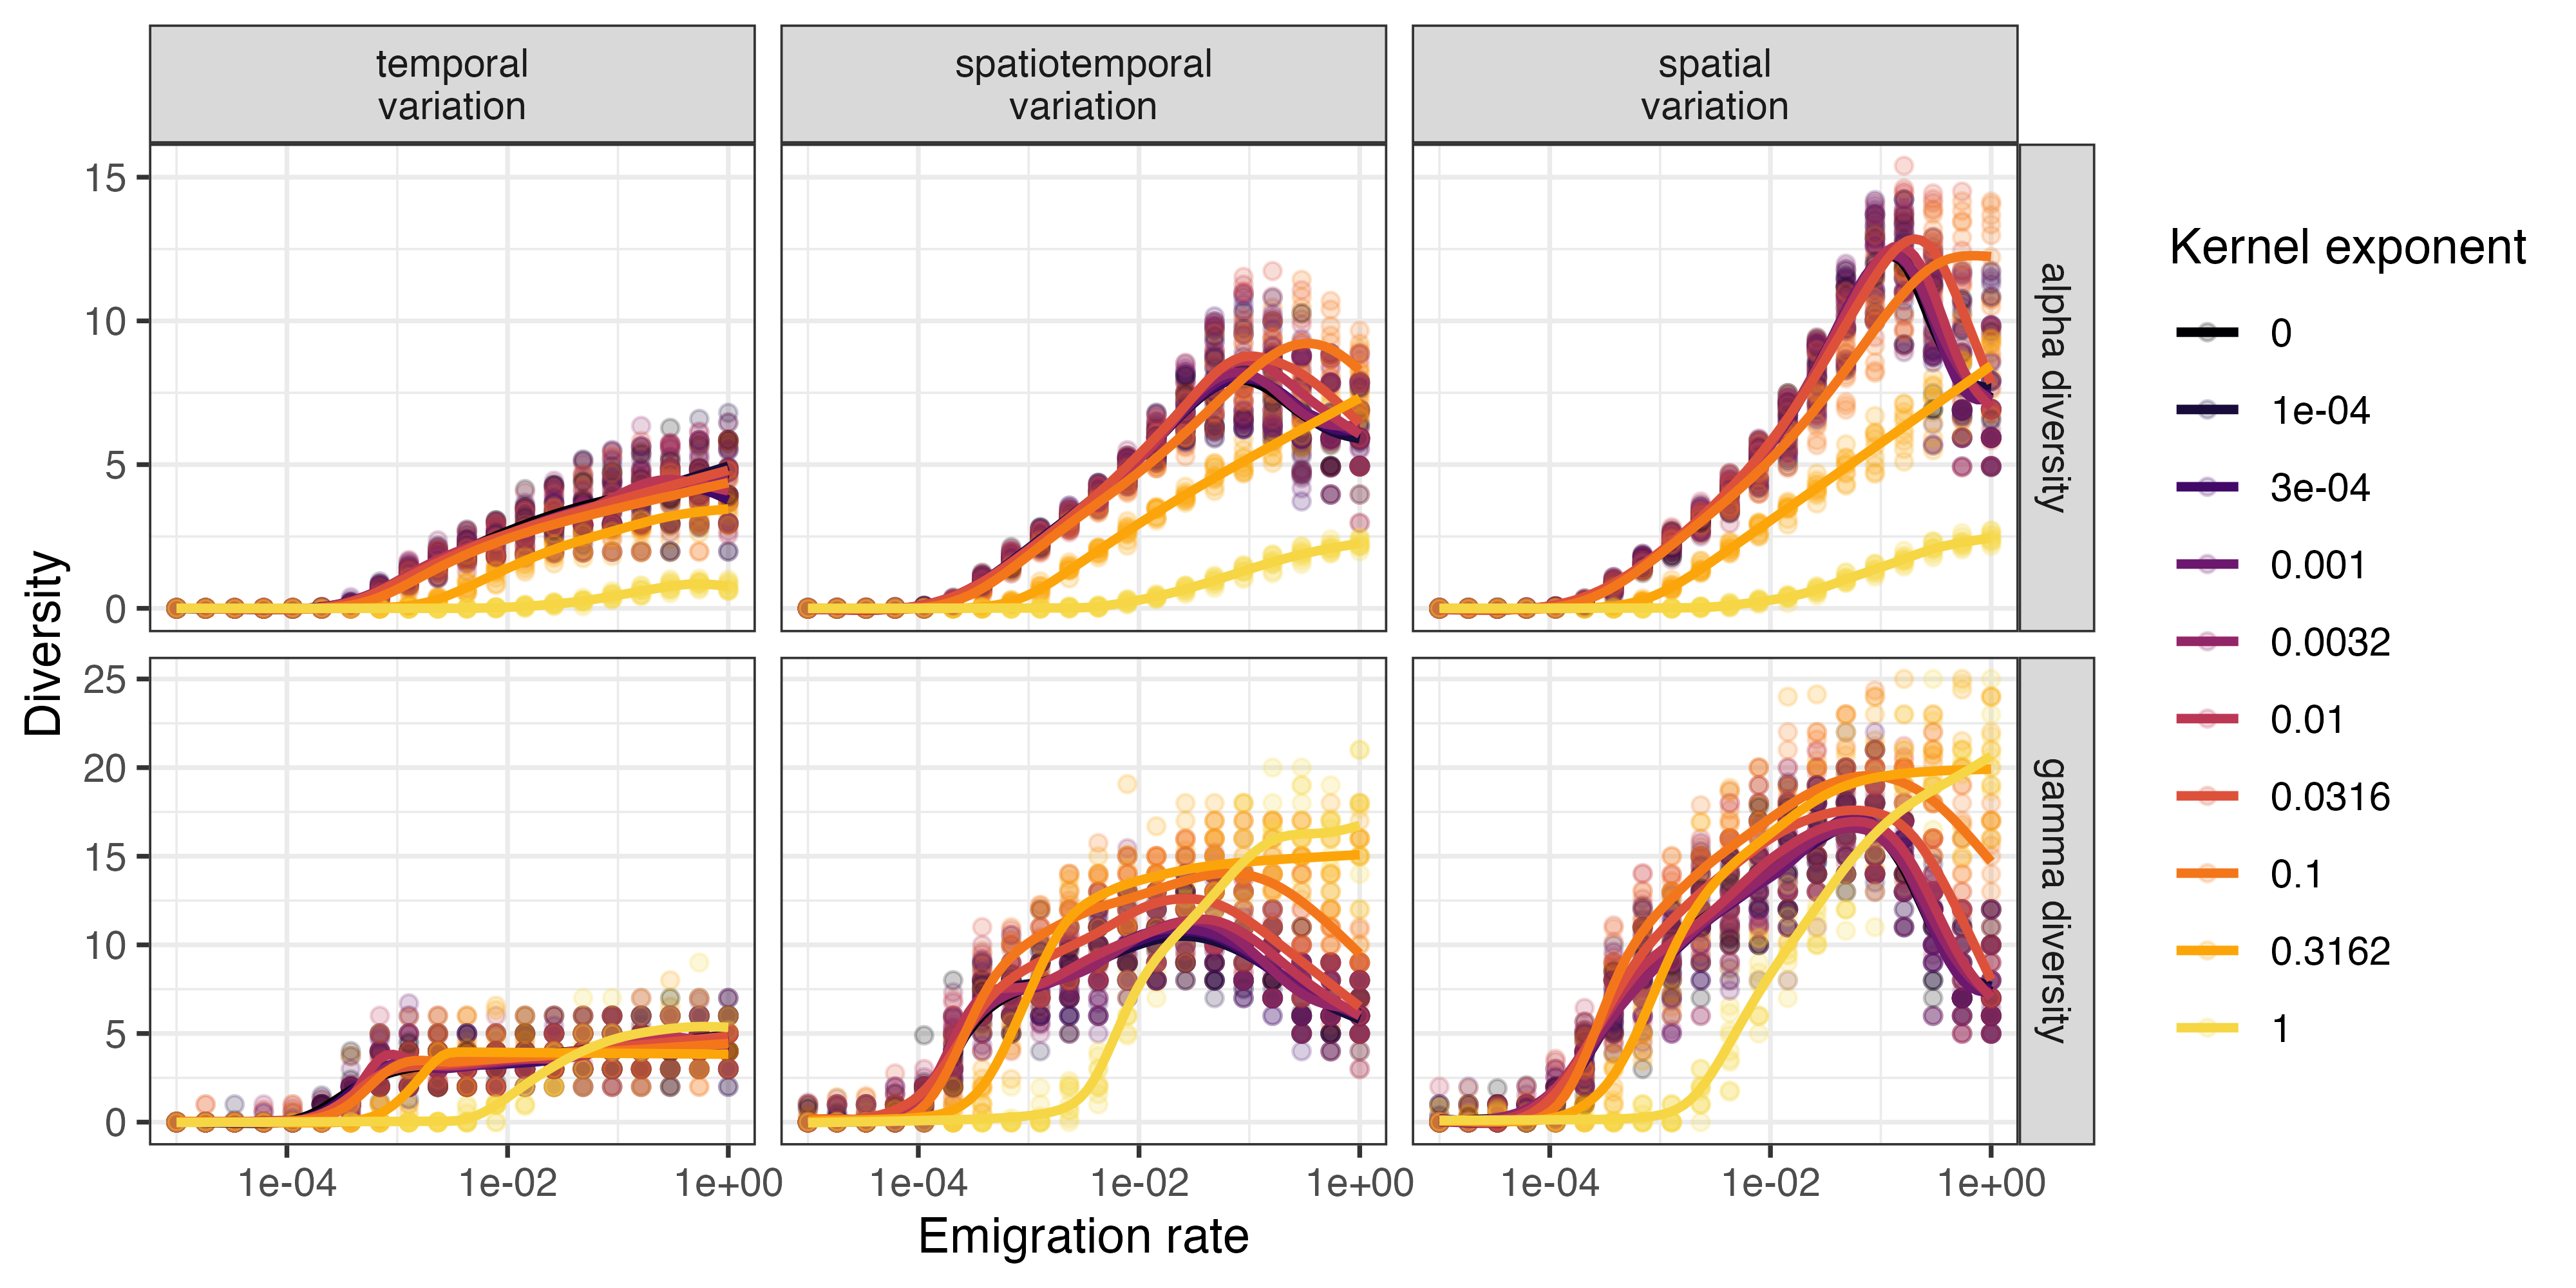 temporal
variation
spatiotemporal
variation
spatial
variation
15
10
5
0
alpha diversity
25
20
15
10
5
0
gamma diversity
Diversity
1e-04
1e-02
1e+00
1e-04
1e-02
1e+00
1e-04
1e-02
1e+00
Emigration rate
Kernel exponent
0
1e-04
3e-04
0.001
0.0032
0.01
0.0316
0.1
0.3162
1